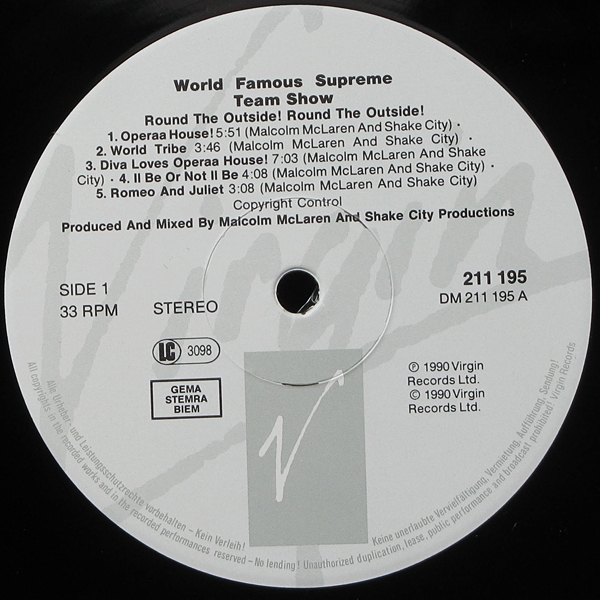 World Famous Supreme
Team Show
Round The Outside! Round The Outside!
1. Operaa House! 5:51 (Malcolm McLaren And Shake City) ·
2. World Tribe 3:46 (Malcolm McLaren And Shake City) ·
3. Diva Loves Operaa House! 7:03 (Malcolm McLaren And Shake
City) · 4. II Be Or Not II Be 4:08 (Malcolm McLaren And Shake City) ·
5. Romeo And Juliet 3:08 (Malcolm McLaren And Shake City)
Copyright Control
Produced And Mixed By Malcolm McLaren And Shake City Productions
SIDE 1
33 RPM STEREO
211 195
DM 211 195 A
LC 3098
GEMA
STEMRA
BIEM
℗ 1990 Virgin
Records Ltd.
© 1990 Virgin
Records Ltd.
V
Virgin
Alle Urheber- und Leistungsschutzrechte vorbehalten – Kein Verleih! Keine unerlaubte Vervielfältigung, Vermietung, Aufführung, Sendung!
All copyrights in the recorded works and in the recorded performances reserved – No lending! Unauthorized duplication, lease, public performance and broadcast prohibited! Virgin Records